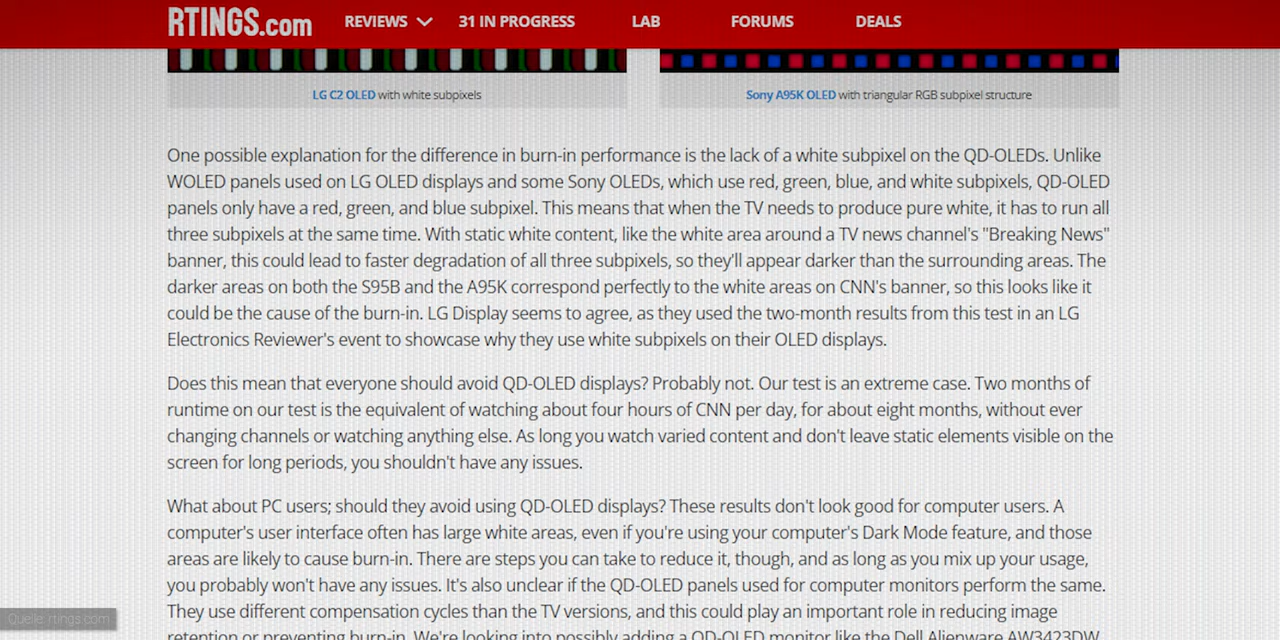 RTINGS.com REVIEWS 31 IN PROGRESS LAB FORUMS DEALS
LG C2 OLED with white subpixels
Sony A95K OLED with triangular RGB subpixel structure
One possible explanation for the difference in burn-in performance is the lack of a white subpixel on the QD-OLEDs. Unlike
WOLED panels used on LG OLED displays and some Sony OLEDs, which use red, green, blue, and white subpixels, QD-OLED
panels only have a red, green, and blue subpixel. This means that when the TV needs to produce pure white, it has to run all
three subpixels at the same time. With static white content, like the white area around a TV news channel's "Breaking News"
banner, this could lead to faster degradation of all three subpixels, so they'll appear darker than the surrounding areas. The
darker areas on both the S95B and the A95K correspond perfectly to the white areas on CNN's banner, so this looks like it
could be the cause of the burn-in. LG Display seems to agree, as they used the two-month results from this test in an LG
Electronics Reviewer's event to showcase why they use white subpixels on their OLED displays.
Does this mean that everyone should avoid QD-OLED displays? Probably not. Our test is an extreme case. Two months of
runtime on our test is the equivalent of watching about four hours of CNN per day, for about eight months, without ever
changing channels or watching anything else. As long you watch varied content and don't leave static elements visible on the
screen for long periods, you shouldn't have any issues.
What about PC users; should they avoid using QD-OLED displays? These results don't look good for computer users. A
computer's user interface often has large white areas, even if you're using your computer's Dark Mode feature, and those
areas are likely to cause burn-in. There are steps you can take to reduce it, though, and as long as you mix up your usage,
you probably won't have any issues. It's also unclear if the QD-OLED panels used for computer monitors perform the same.
They use different compensation cycles than the TV versions, and this could play an important role in reducing image
retention or preventing burn-in. We're looking into possibly adding a QD-OLED monitor like the Dell Alienware AW3423DW
Quelle: rtings.com